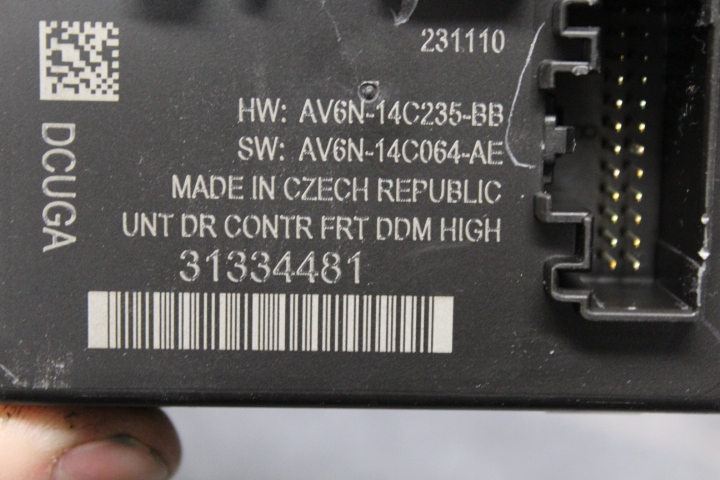 231110
HW: AV6N-14C235-BB
SW: AV6N-14C064-AE
MADE IN CZECH REPUBLIC
UNT DR CONTR FRT DDM HIGH
31334481
DCUGA